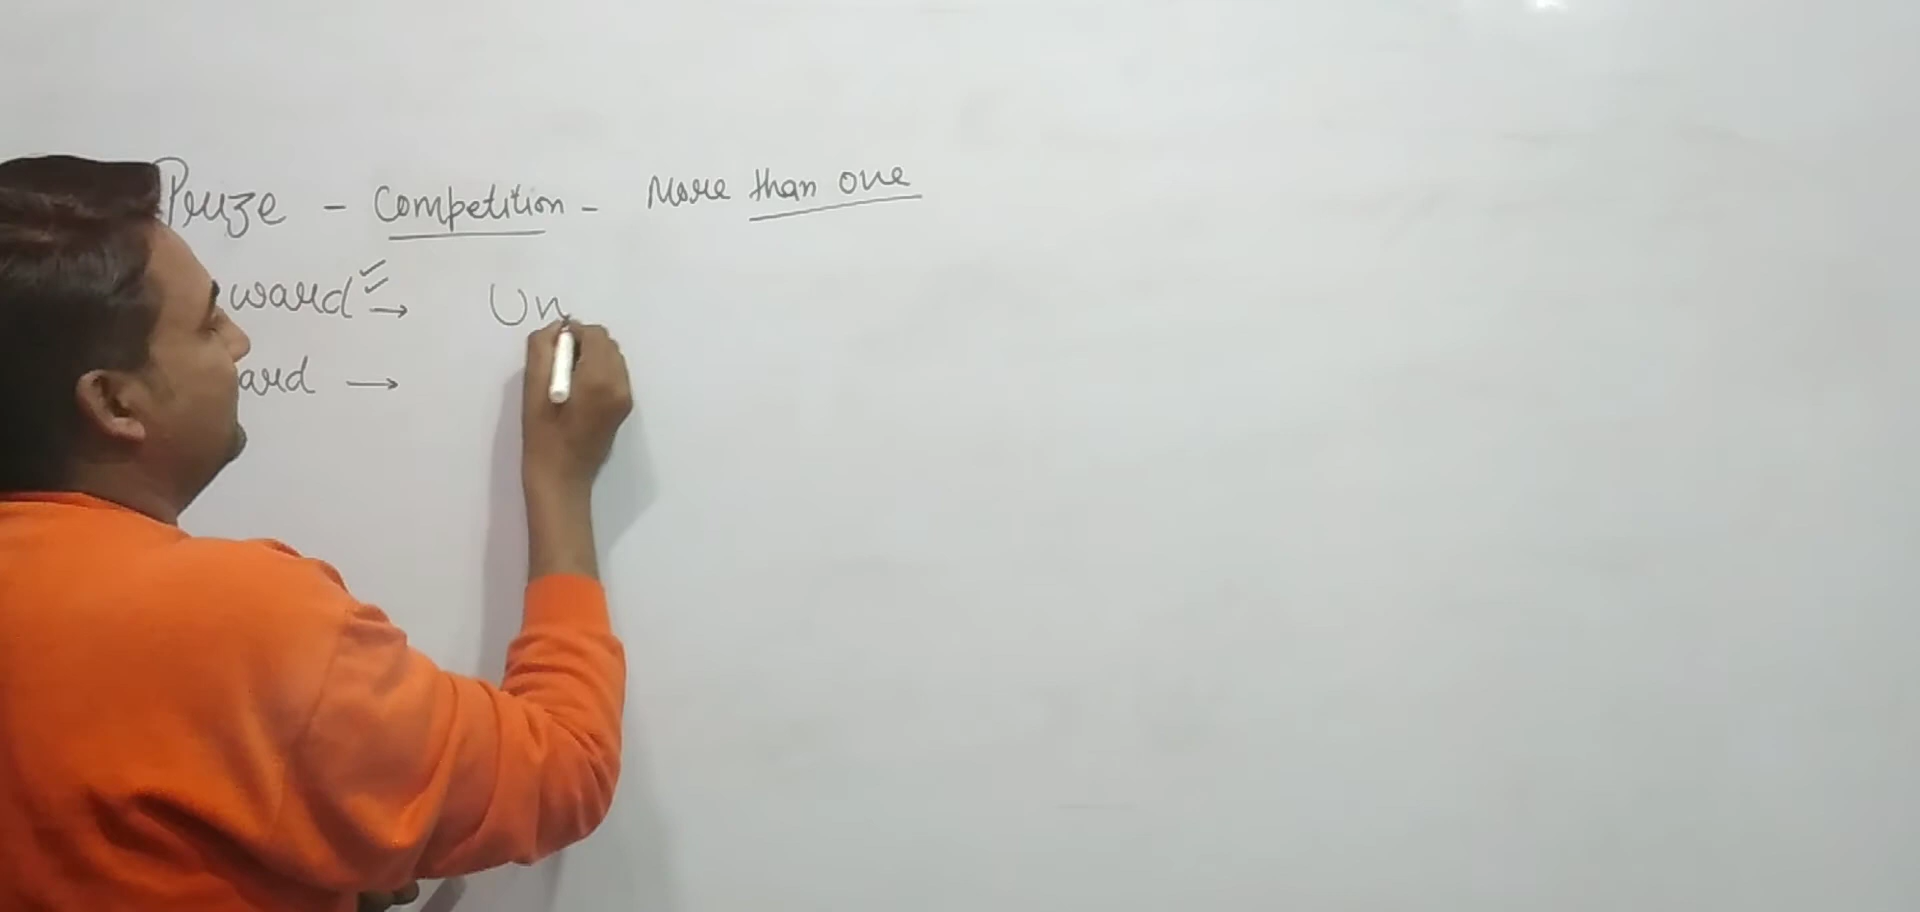 Prize - Competition - More than one
ward → Un
ard →